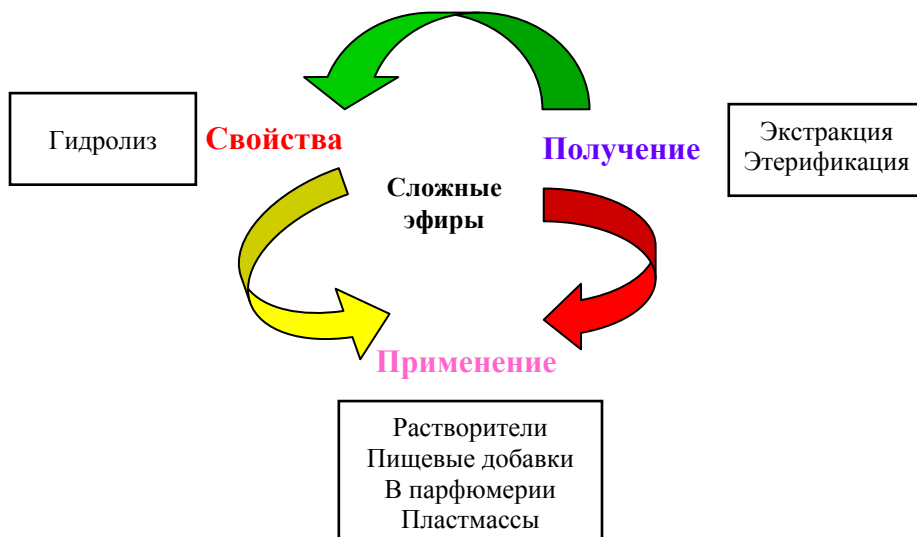 Гидролиз
Свойства
Получение
Экстракция
Этерификация
Сложные
эфиры
Применение
Растворители
Пищевые добавки
В парфюмерии
Пластмассы